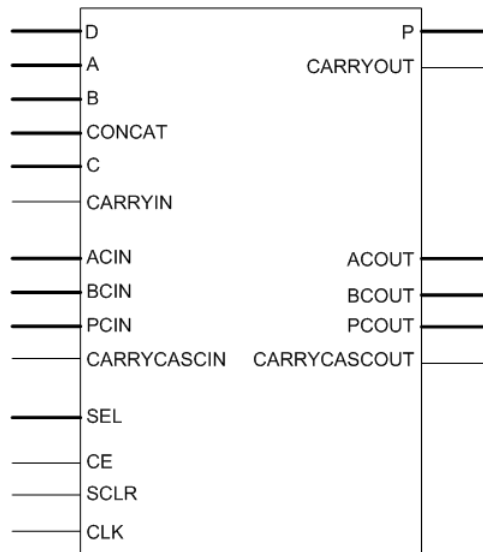 D
A
B
CONCAT
C
CARRYIN
ACIN
BCIN
PCIN
CARRYCASCIN
SEL
CE
SCLR
CLK
P
CARRYOUT
ACOUT
BCOUT
PCOUT
CARRYCASCOUT